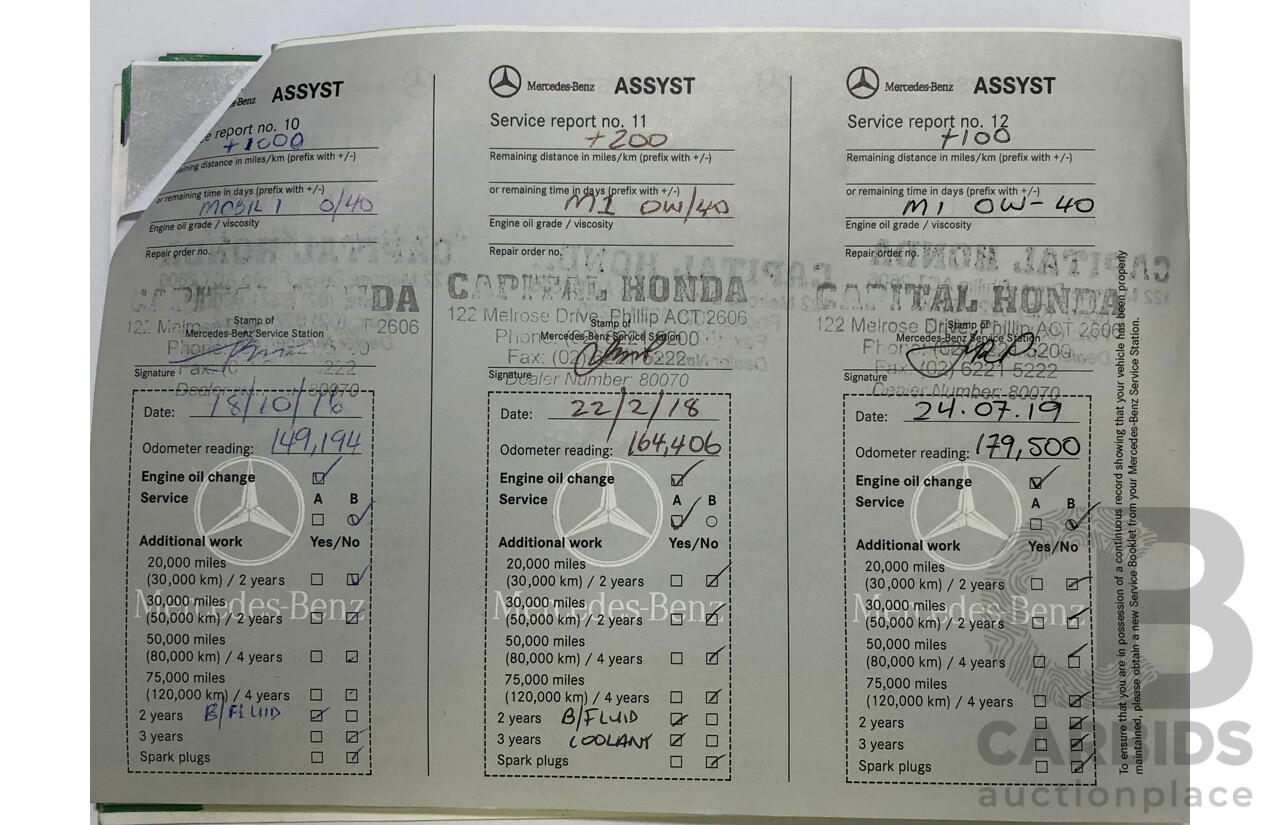 -Benz ASSYST
ce report no. 10
+1000
aining distance in miles/km (prefix with +/-)
or remaining time in days (prefix with +/-)
MOBIL 1 0/40
Engine oil grade / viscosity
Repair order no.
DA
122 Melrose T 2606
Stamp of
Mercedes-Benz Service Station
Signature
Date: 18/10/16
Odometer reading: 149,194
Engine oil change
Service A B
Additional work Yes/No
20,000 miles
(30,000 km) / 2 years
30,000 miles
Mercedes-Benz
(50,000 km) / 2 years
50,000 miles
(80,000 km) / 4 years
75,000 miles
(120,000 km) / 4 years
2 years B/FLUID
3 years
Spark plugs
Mercedes-Benz ASSYST
Service report no. 11
+200
Remaining distance in miles/km (prefix with +/-)
or remaining time in days (prefix with +/-)
M1 0W/40
Engine oil grade / viscosity
Repair order no.
CAPITAL HONDA
122 Melrose Drive, Phillip ACT 2606
Stamp of
Mercedes-Benz Service Station
Fax: (02) 6221 5222
Signature
Dealer Number: 80070
Date: 22/2/18
Odometer reading: 164,406
Engine oil change
Service A B
Additional work Yes/No
20,000 miles
(30,000 km) / 2 years
30,000 miles
Mercedes-Benz
(50,000 km) / 2 years
50,000 miles
(80,000 km) / 4 years
75,000 miles
(120,000 km) / 4 years
2 years B/FLUID
3 years COOLANT
Spark plugs
Mercedes-Benz ASSYST
Service report no. 12
+100
Remaining distance in miles/km (prefix with +/-)
or remaining time in days (prefix with +/-)
M1 0W-40
Engine oil grade / viscosity
Repair order no.
CAPITAL HONDA
122 Melrose Drive, Phillip ACT 2606
Stamp of
Mercedes-Benz Service Station
Fax: (02) 6221 5222
Signature
Dealer Number: 80070
Date: 24.07.19
Odometer reading: 179,500
Engine oil change
Service A B
Additional work Yes/No
20,000 miles
(30,000 km) / 2 years
30,000 miles
Mercedes-Benz
(50,000 km) / 2 years
50,000 miles
(80,000 km) / 4 years
75,000 miles
(120,000 km) / 4 years
2 years
3 years
Spark plugs
To ensure that you are in possession of a continuous record showing that your vehicle has been properly
maintained, please obtain a new Service Booklet from your Mercedes-Benz Service Station.
CARBIDS
auctionplace